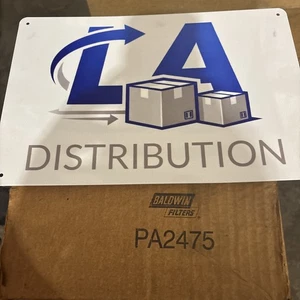 LA
DISTRIBUTION
BALDWIN
FILTERS
PA2475